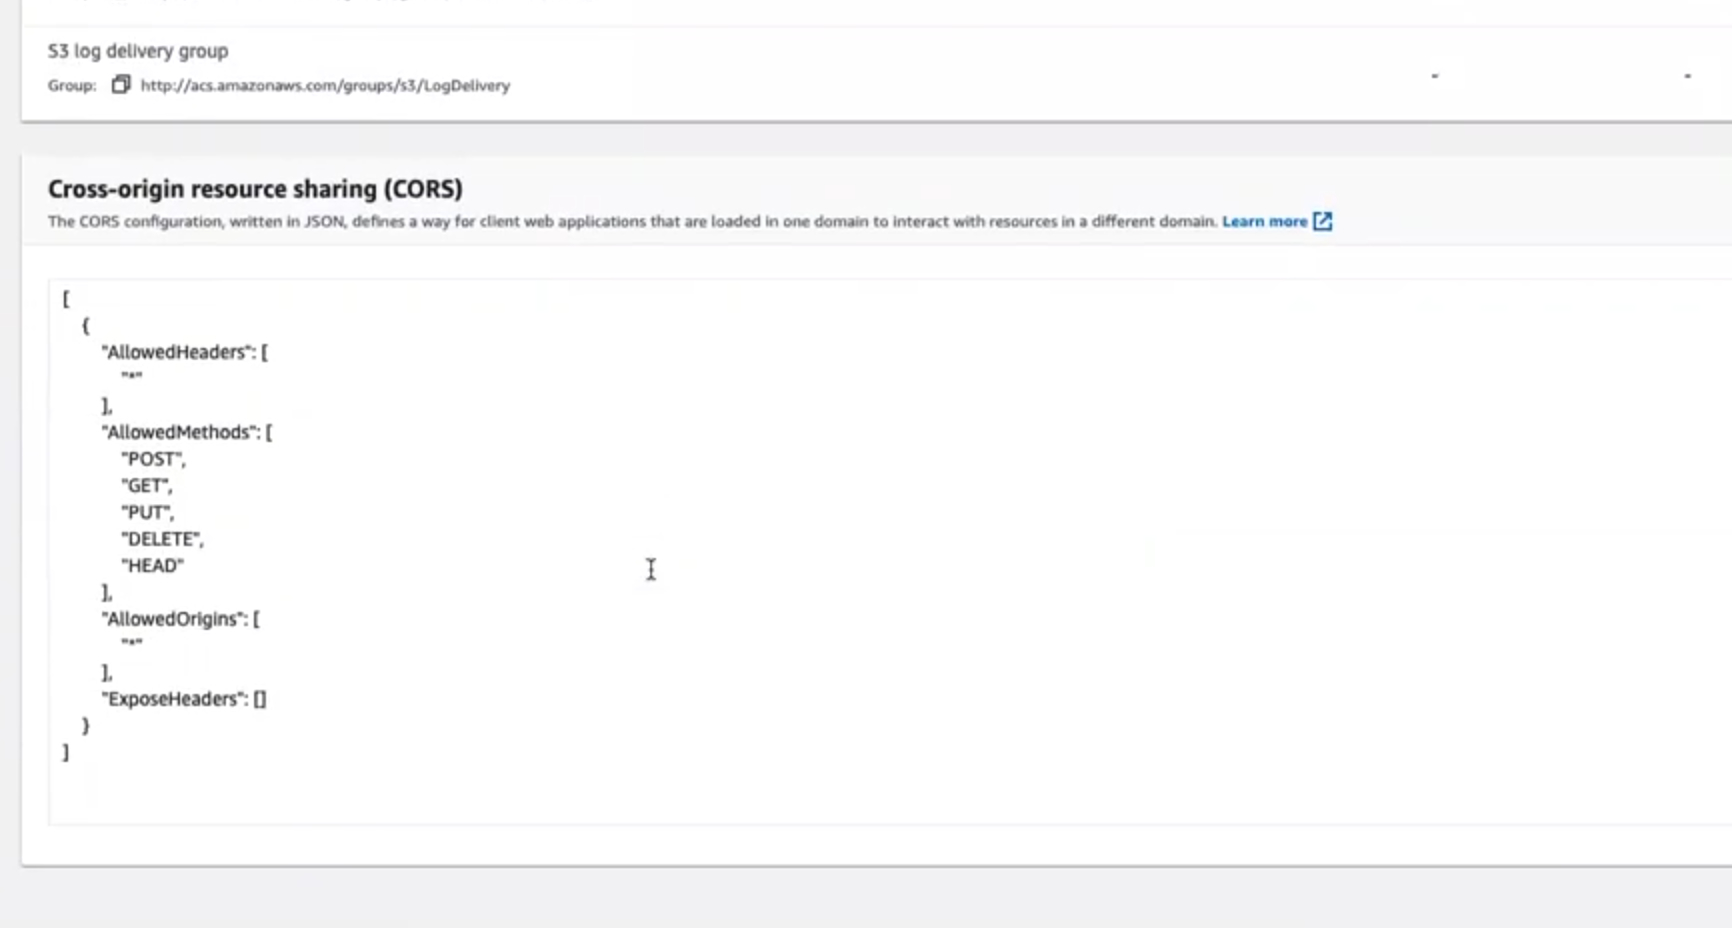 S3 log delivery group
Group: http://acs.amazonaws.com/groups/s3/LogDelivery
- -
Cross-origin resource sharing (CORS)
The CORS configuration, written in JSON, defines a way for client web applications that are loaded in one domain to interact with resources in a different domain. Learn more
[
{
"AllowedHeaders": [
"*"
],
"AllowedMethods": [
"POST",
"GET",
"PUT",
"DELETE",
"HEAD"
],
"AllowedOrigins": [
"*"
],
"ExposeHeaders": []
}
]